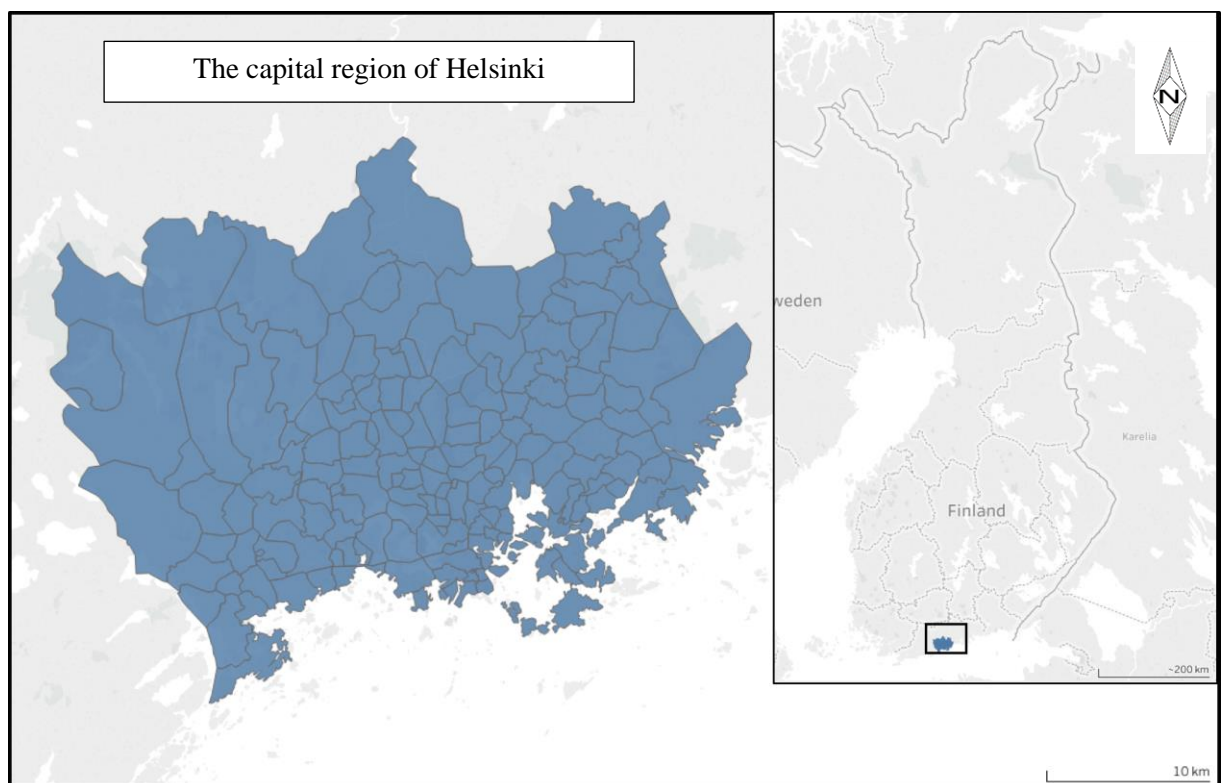 The capital region of Helsinki
N
weden
Karelia
Finland
~200 km
10 km